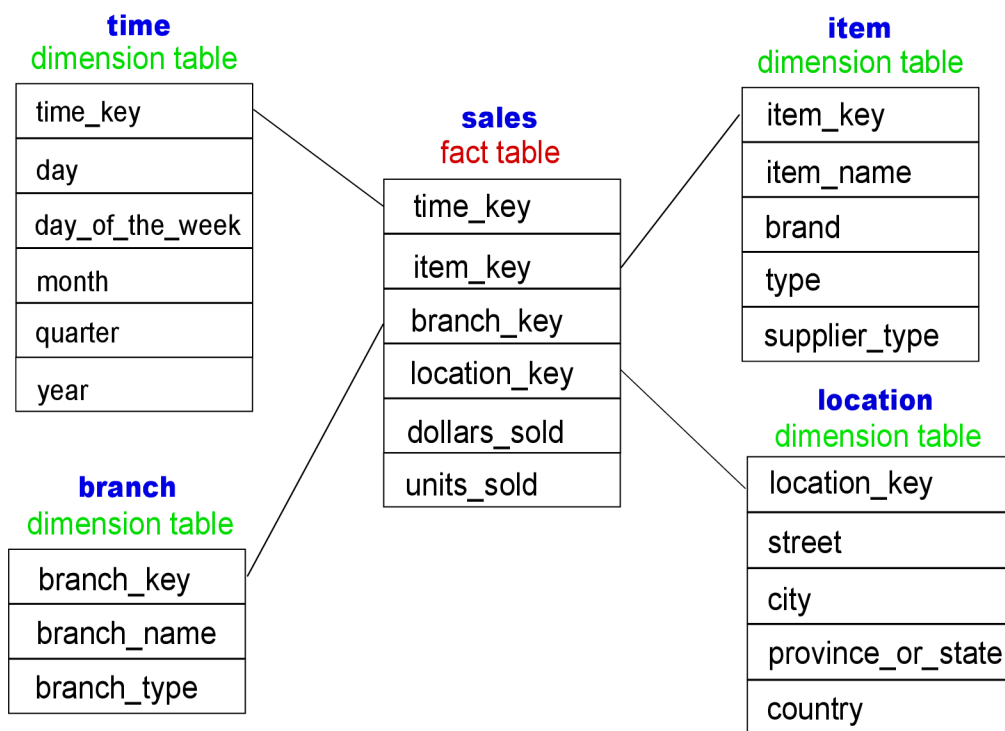 time
dimension table
time_key
day
day_of_the_week
month
quarter
year
sales
fact table
time_key
item_key
branch_key
location_key
dollars_sold
units_sold
item
dimension table
item_key
item_name
brand
type
supplier_type
branch
dimension table
branch_key
branch_name
branch_type
location
dimension table
location_key
street
city
province_or_state
country